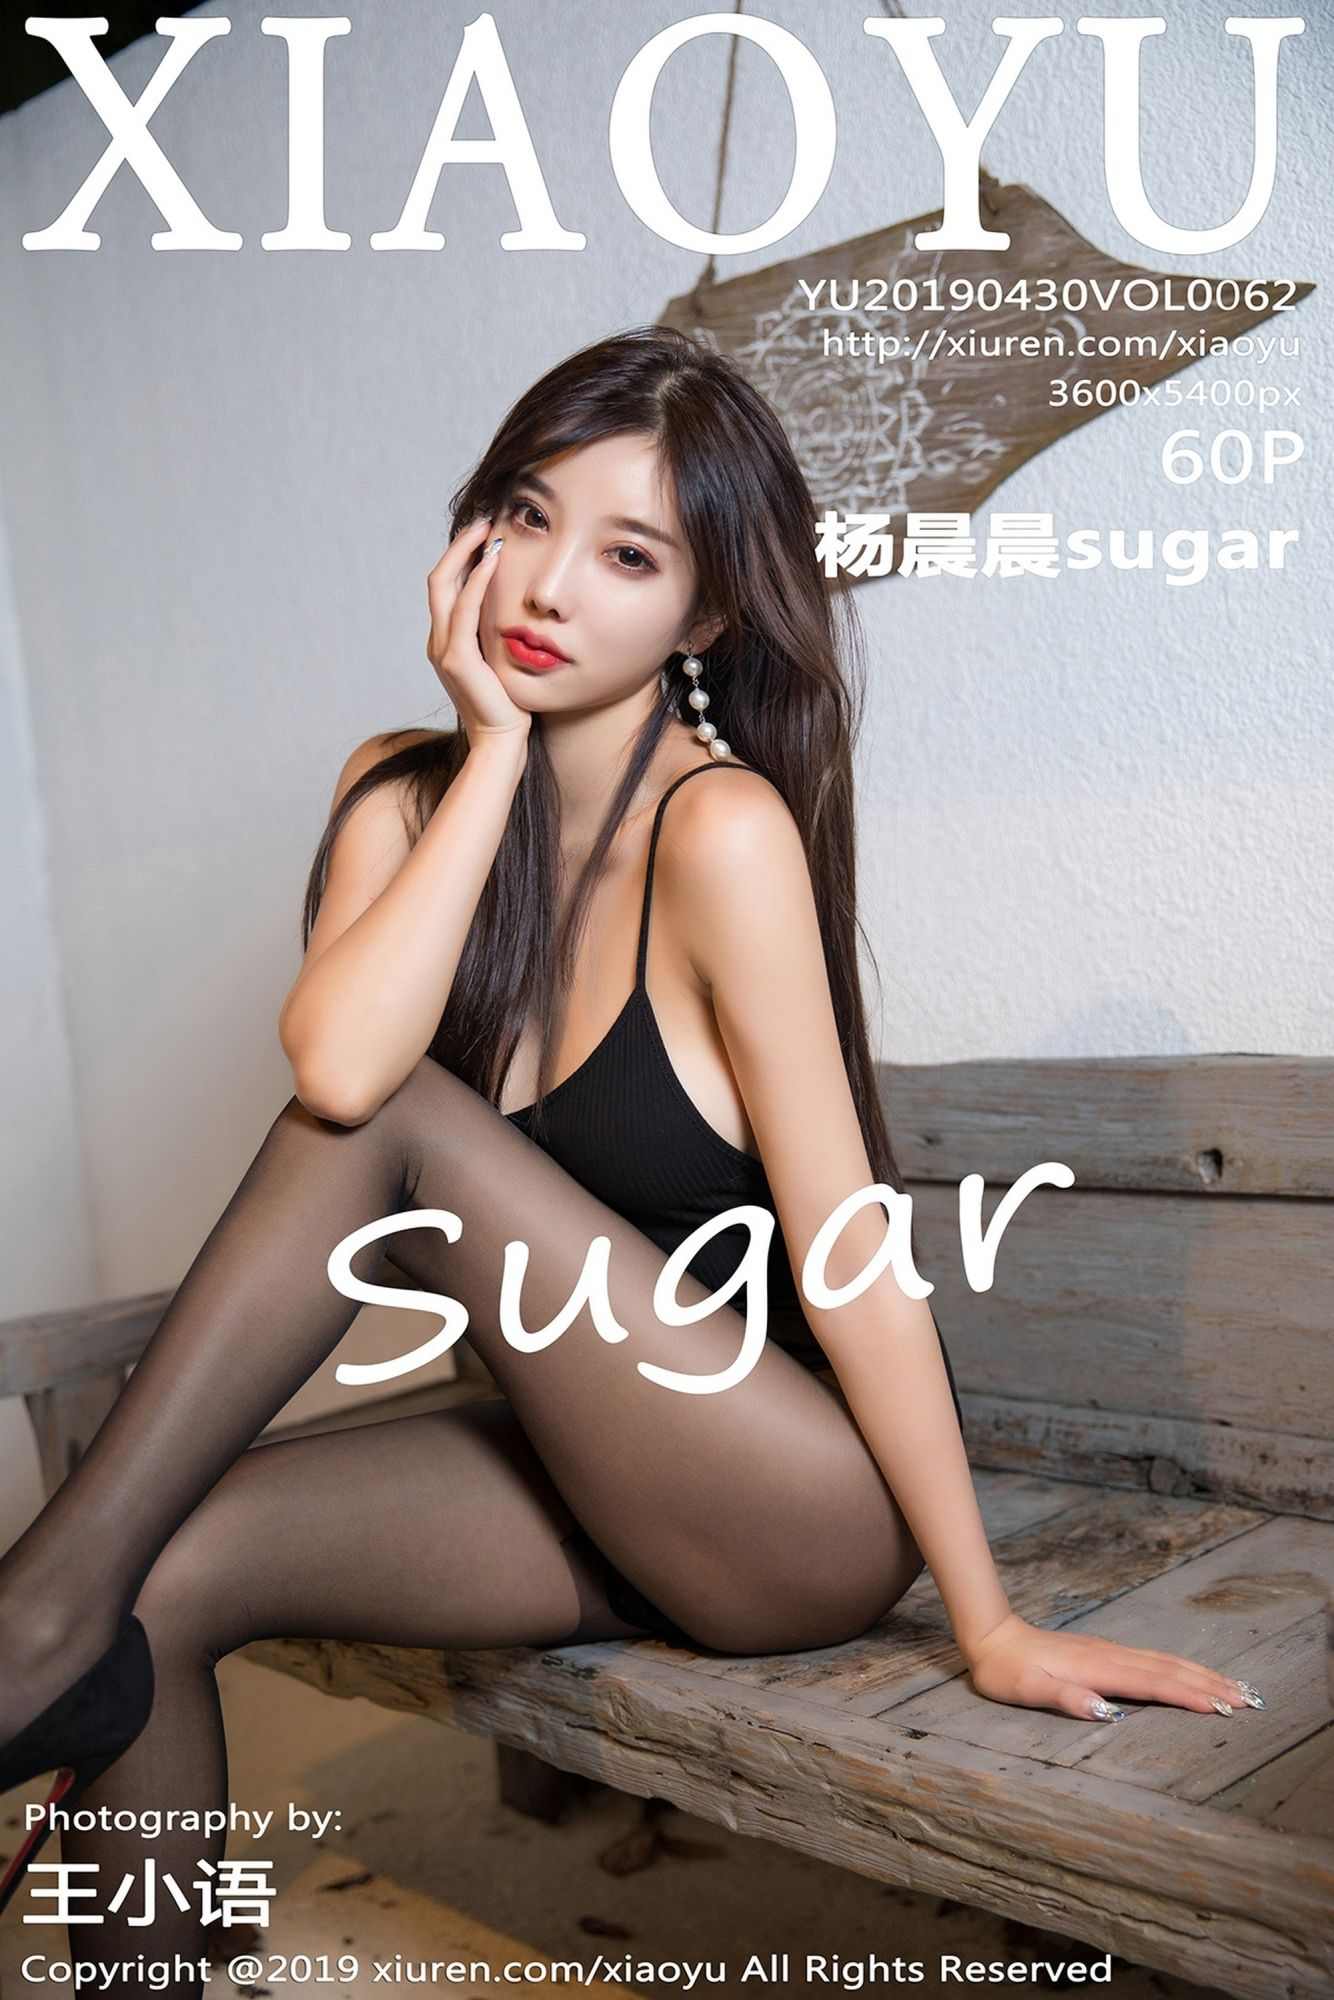 XIAOYU
YU20190430VOL0062
http://xiuren.com/xiaoyu
3600x5400px
60P
杨晨晨sugar
sugar
Photography by:
王小语
Copyright @2019 xiuren.com/xiaoyu All Rights Reserved